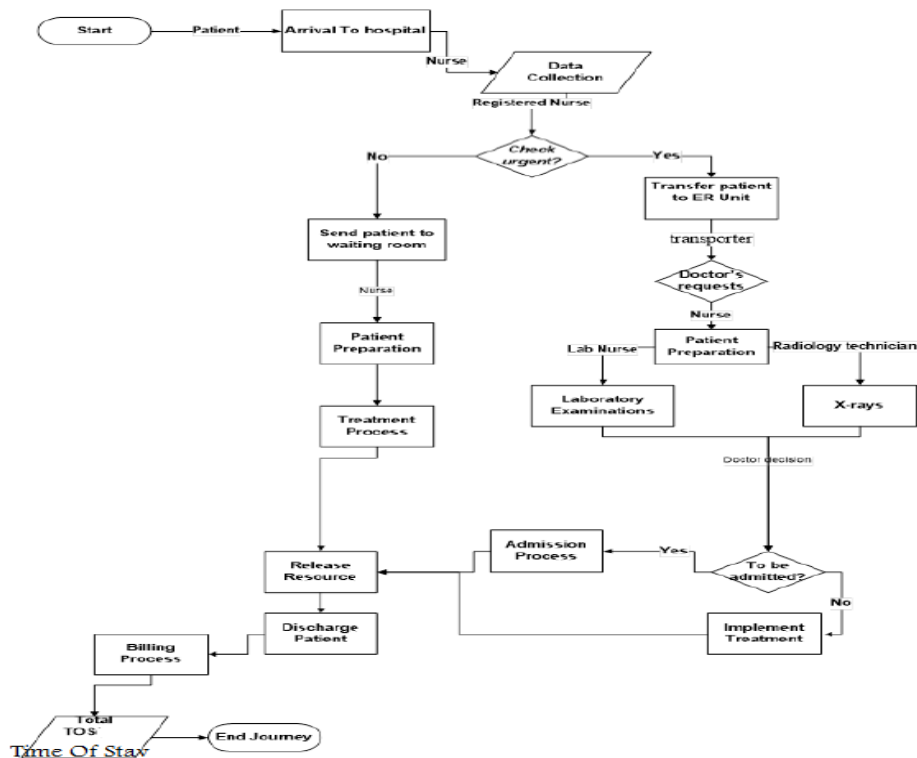 Start
Patient
Arrival To hospital
Nurse
Data
Collection
Registered Nurse
Check
urgent?
No
Yes
Transfer patient
to ER Unit
Send patient to
waiting room
transporter
Doctor's
requests
Nurse
Nurse
Patient
Preparation
Patient
Preparation
Lab Nurse
Radiology technician
Laboratory
Examinations
X-rays
Treatment
Process
Doctor decision
Admission
Process
Yes
To be
admitted?
Release
Resource
No
Discharge
Patient
Implement
Treatment
Billing
Process
Total
TOS
Time Of Stay
End Journey